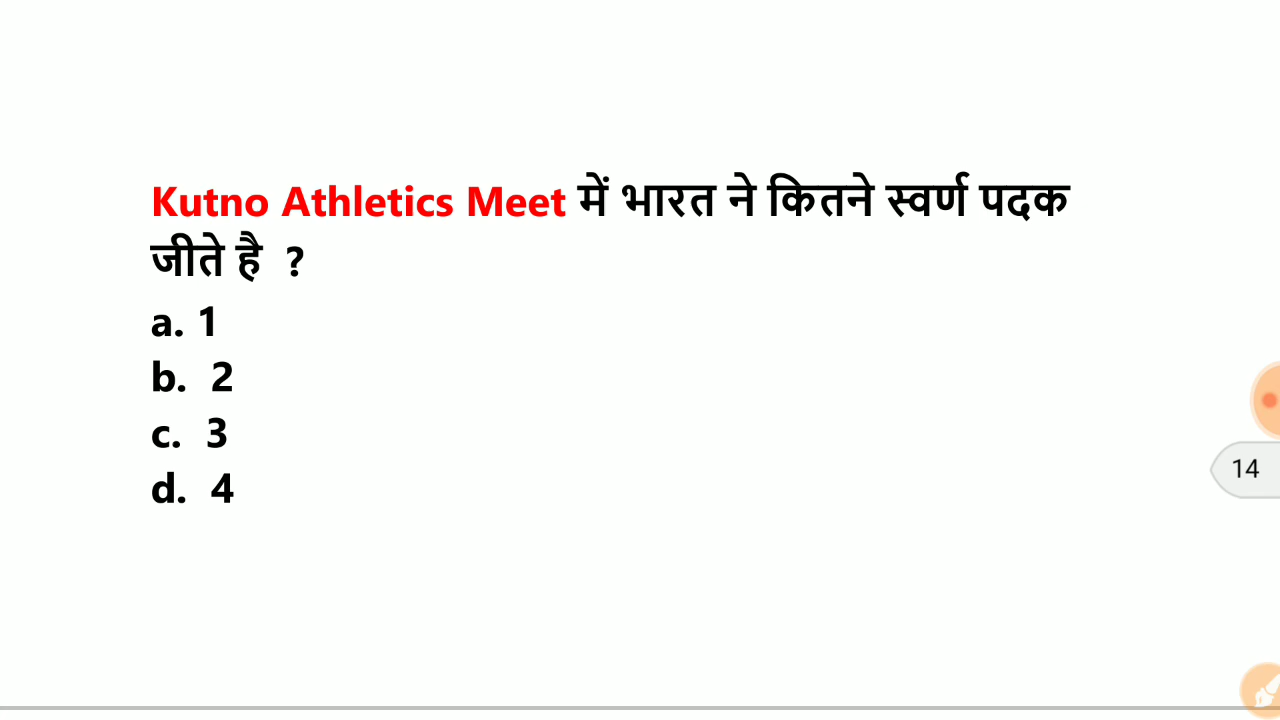 Kutno Athletics Meet में भारत ने कितने स्वर्ण पदक
जीते है ?
a. 1
b. 2
c. 3
d. 4
14